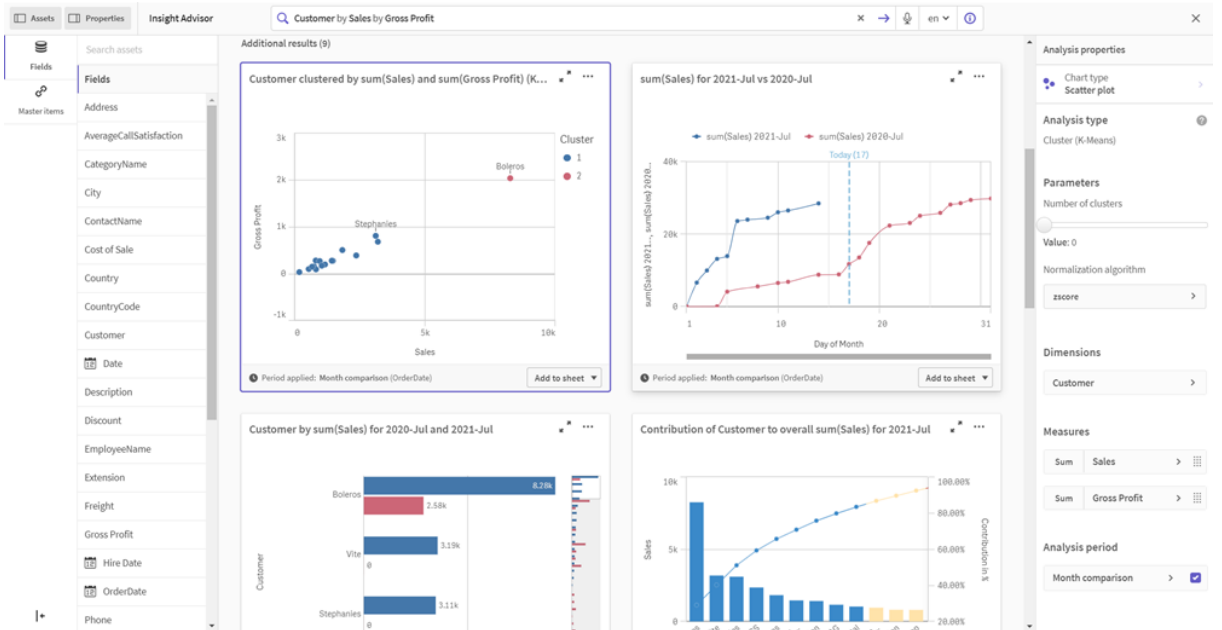 Assets
Properties
Insight Advisor
Customer by Sales by Gross Profit
en
Fields
Master items
Search assets
Fields
Address
AverageCallSatisfaction
CategoryName
City
ContactName
Cost of Sale
Country
CountryCode
Customer
Date
Description
Discount
EmployeeName
Extension
Freight
Gross Profit
Hire Date
OrderDate
Phone
Additional results (9)
Customer clustered by sum(Sales) and sum(Gross Profit) (K...
3k
2k
1k
0
-1k
Gross Profit
Boleros
Stephanies
Cluster
1
2
0
5k
10k
Sales
Period applied: Month comparison (OrderDate)
Add to sheet
sum(Sales) for 2021-Jul vs 2020-Jul
sum(Sales) 2021-Jul
sum(Sales) 2020-Jul
Today (17)
40k
20k
0
sum(Sales) 2021..., sum(Sales) 2020...
1
10
20
31
Day of Month
Period applied: Month comparison (OrderDate)
Add to sheet
Customer by sum(Sales) for 2020-Jul and 2021-Jul
Customer
Boleros
8.28k
2.58k
Vite
3.19k
0
Stephanies
3.11k
0
Contribution of Customer to overall sum(Sales) for 2021-Jul
10k
5k
0
Sales
100.00%
80.00%
60.00%
40.00%
20.00%
Contribution in %
Analysis properties
Chart type
Scatter plot
Analysis type
Cluster (K-Means)
Parameters
Number of clusters
Value: 0
Normalization algorithm
zscore
Dimensions
Customer
Measures
Sum
Sales
Sum
Gross Profit
Analysis period
Month comparison